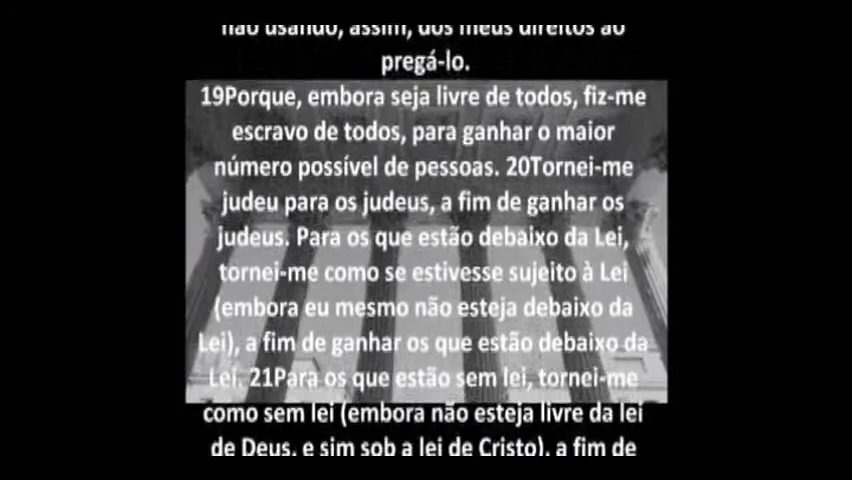 não usando, assim, dos meus direitos ao
pregá-lo.
19Porque, embora seja livre de todos, fiz-me
escravo de todos, para ganhar o maior
número possível de pessoas. 20Tornei-me
judeu para os judeus, a fim de ganhar os
judeus. Para os que estão debaixo da Lei,
tornei-me como se estivesse sujeito à Lei
(embora eu mesmo não esteja debaixo da
Lei), a fim de ganhar os que estão debaixo da
Lei. 21Para os que estão sem lei, tornei-me
como sem lei (embora não esteja livre da lei
de Deus, e sim sob a lei de Cristo), a fim de